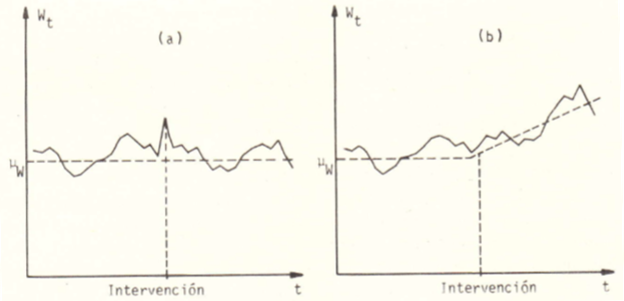 W_t
(a)
μ_W
Intervención
t
W_t
(b)
μ_W
Intervención
t